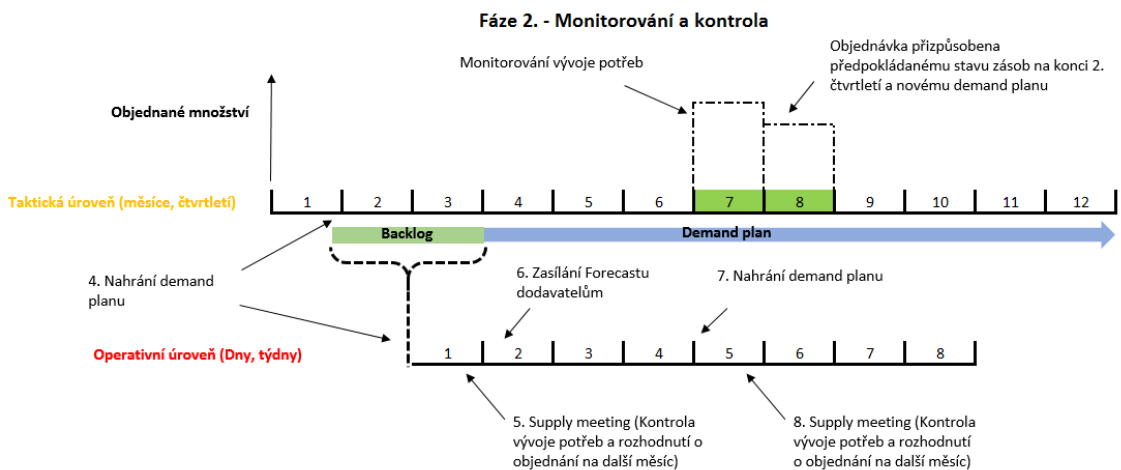 Fáze 2. - Monitorování a kontrola
Monitorování vývoje potřeb
Objednávka přizpůsobena
předpokládanému stavu zásob na konci 2.
čtvrtletí a novému demand planu
Objednané množství
Taktická úroveň (měsíce, čtvrtletí)
1 2 3 4 5 6 7 8 9 10 11 12
Backlog
Demand plan
4. Nahrání demand
planu
6. Zasílání Forecastu
dodavatelům
7. Nahrání demand planu
Operativní úroveň (Dny, týdny)
1 2 3 4 5 6 7 8
5. Supply meeting (Kontrola
vývoje potřeb a rozhodnutí o
objednání na další měsíc)
8. Supply meeting (Kontrola
vývoje potřeb a rozhodnutí
o objednání na další měsíc)